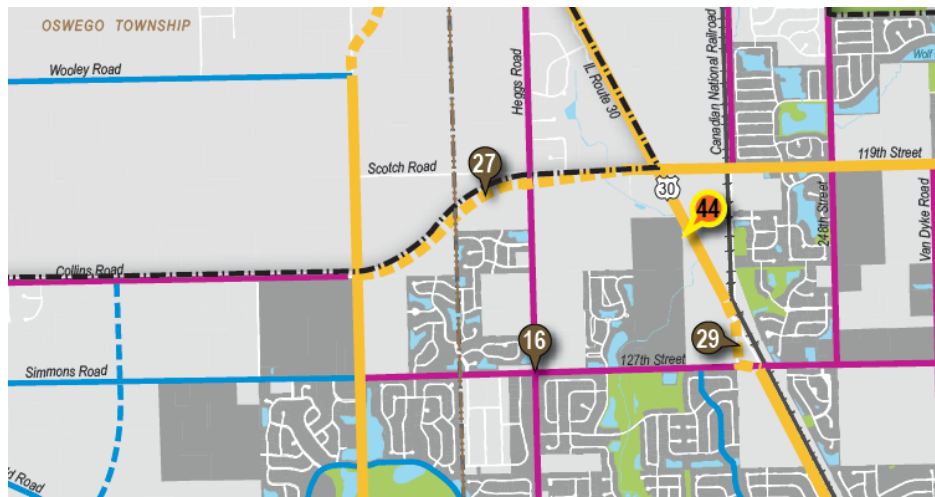 OSWEGO TOWNSHIP
Wooley Road
Heggs Road
IL Route 30
Canadian National Railroad
Wolf
119th Street
Scotch Road
27
30
44
248th Street
Van Dyke Road
Collins Road
16
29
127th Street
Simmons Road
Road